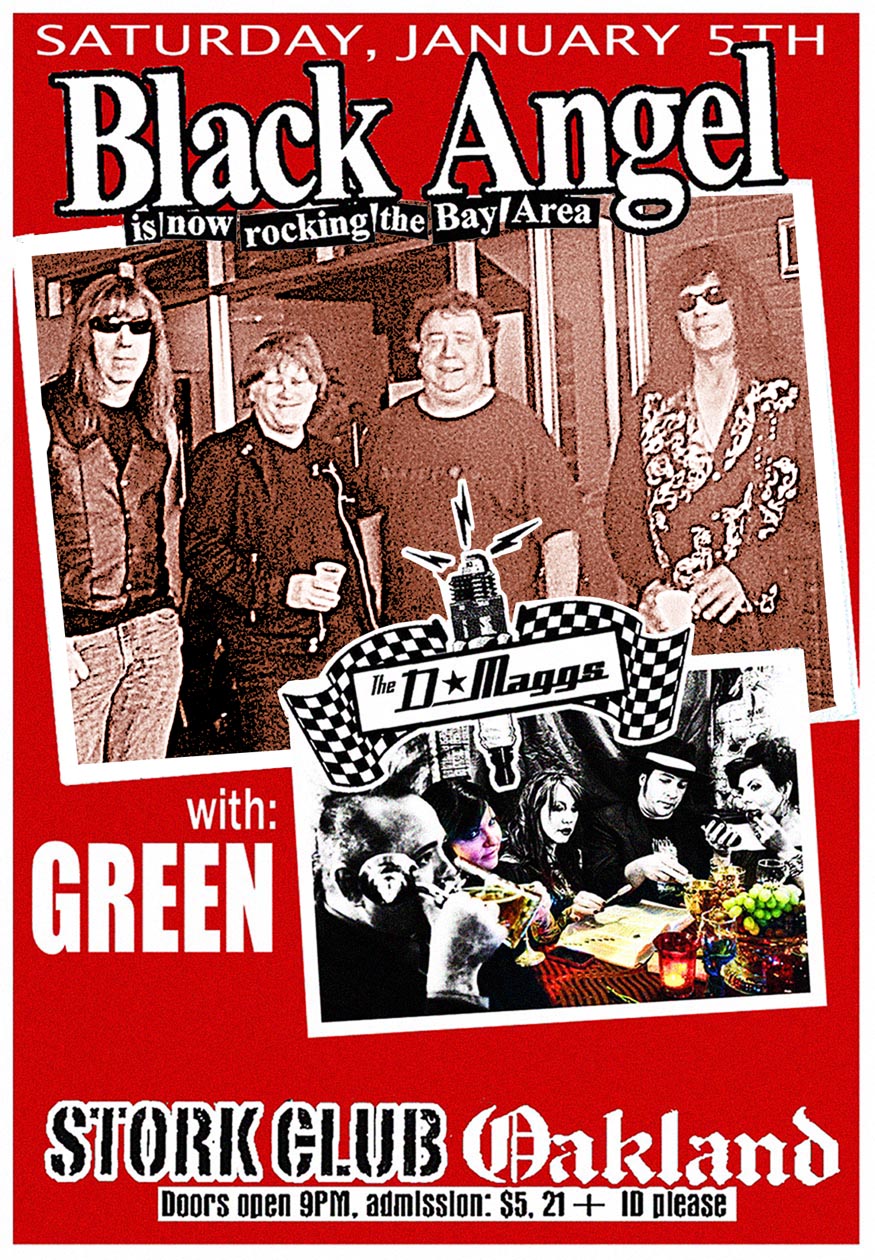 SATURDAY, JANUARY 5TH
Black Angel
is now rocking the Bay Area
The D★Maggs
with:
GREEN
STORK CLUB Oakland
Doors open 9PM, admission: $5, 21+ ID please